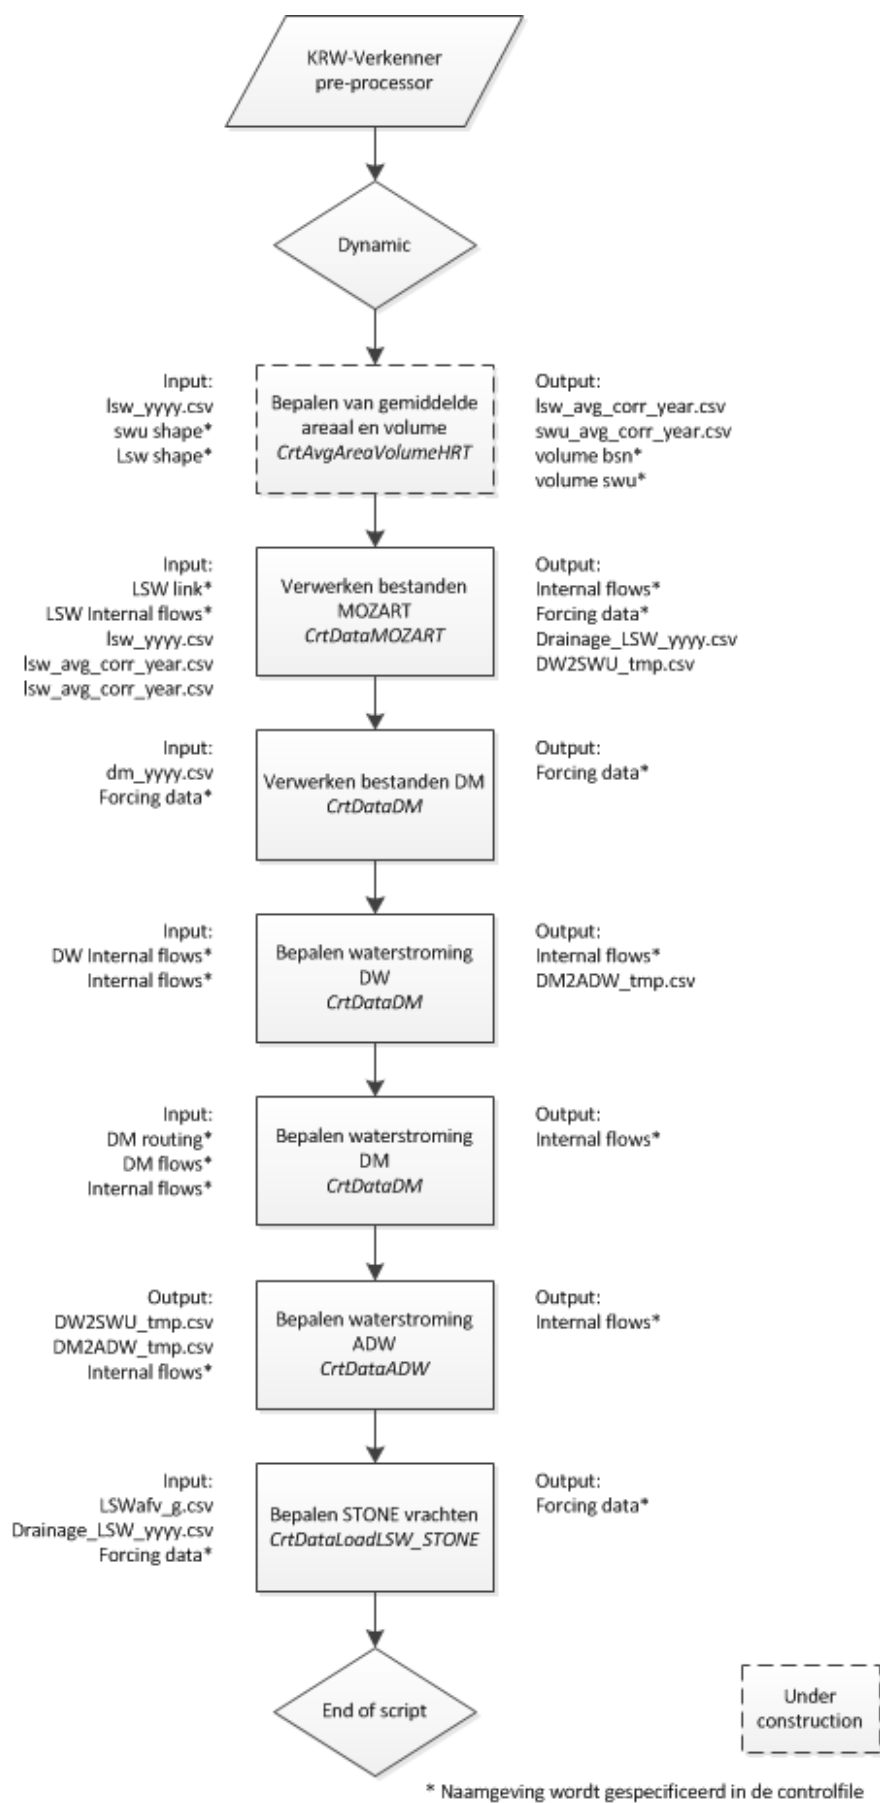 KRW-Verkenner
pre-processor
Dynamic
Input:
lsw_yyyy.csv
swu shape*
Lsw shape*
Bepalen van gemiddelde
areaal en volume
CrtAvgAreaVolumeHRT
Output:
lsw_avg_corr_year.csv
swu_avg_corr_year.csv
volume bsn*
volume swu*
Input:
LSW link*
LSW Internal flows*
lsw_yyyy.csv
lsw_avg_corr_year.csv
lsw_avg_corr_year.csv
Verwerken bestanden
MOZART
CrtDataMOZART
Output:
Internal flows*
Forcing data*
Drainage_LSW_yyyy.csv
DW2SWU_tmp.csv
Input:
dm_yyyy.csv
Forcing data*
Verwerken bestanden DM
CrtDataDM
Output:
Forcing data*
Input:
DW Internal flows*
Internal flows*
Bepalen waterstroming
DW
CrtDataDM
Output:
Internal flows*
DM2ADW_tmp.csv
Input:
DM routing*
DM flows*
Internal flows*
Bepalen waterstroming
DM
CrtDataDM
Output:
Internal flows*
Output:
DW2SWU_tmp.csv
DM2ADW_tmp.csv
Internal flows*
Bepalen waterstroming
ADW
CrtDataADW
Output:
Internal flows*
Input:
LSWafv_g.csv
Drainage_LSW_yyyy.csv
Forcing data*
Bepalen STONE vrachten
CrtDataLoadLSW_STONE
Output:
Forcing data*
End of script
Under
construction
* Naamgeving wordt gespecificeerd in de controlfile